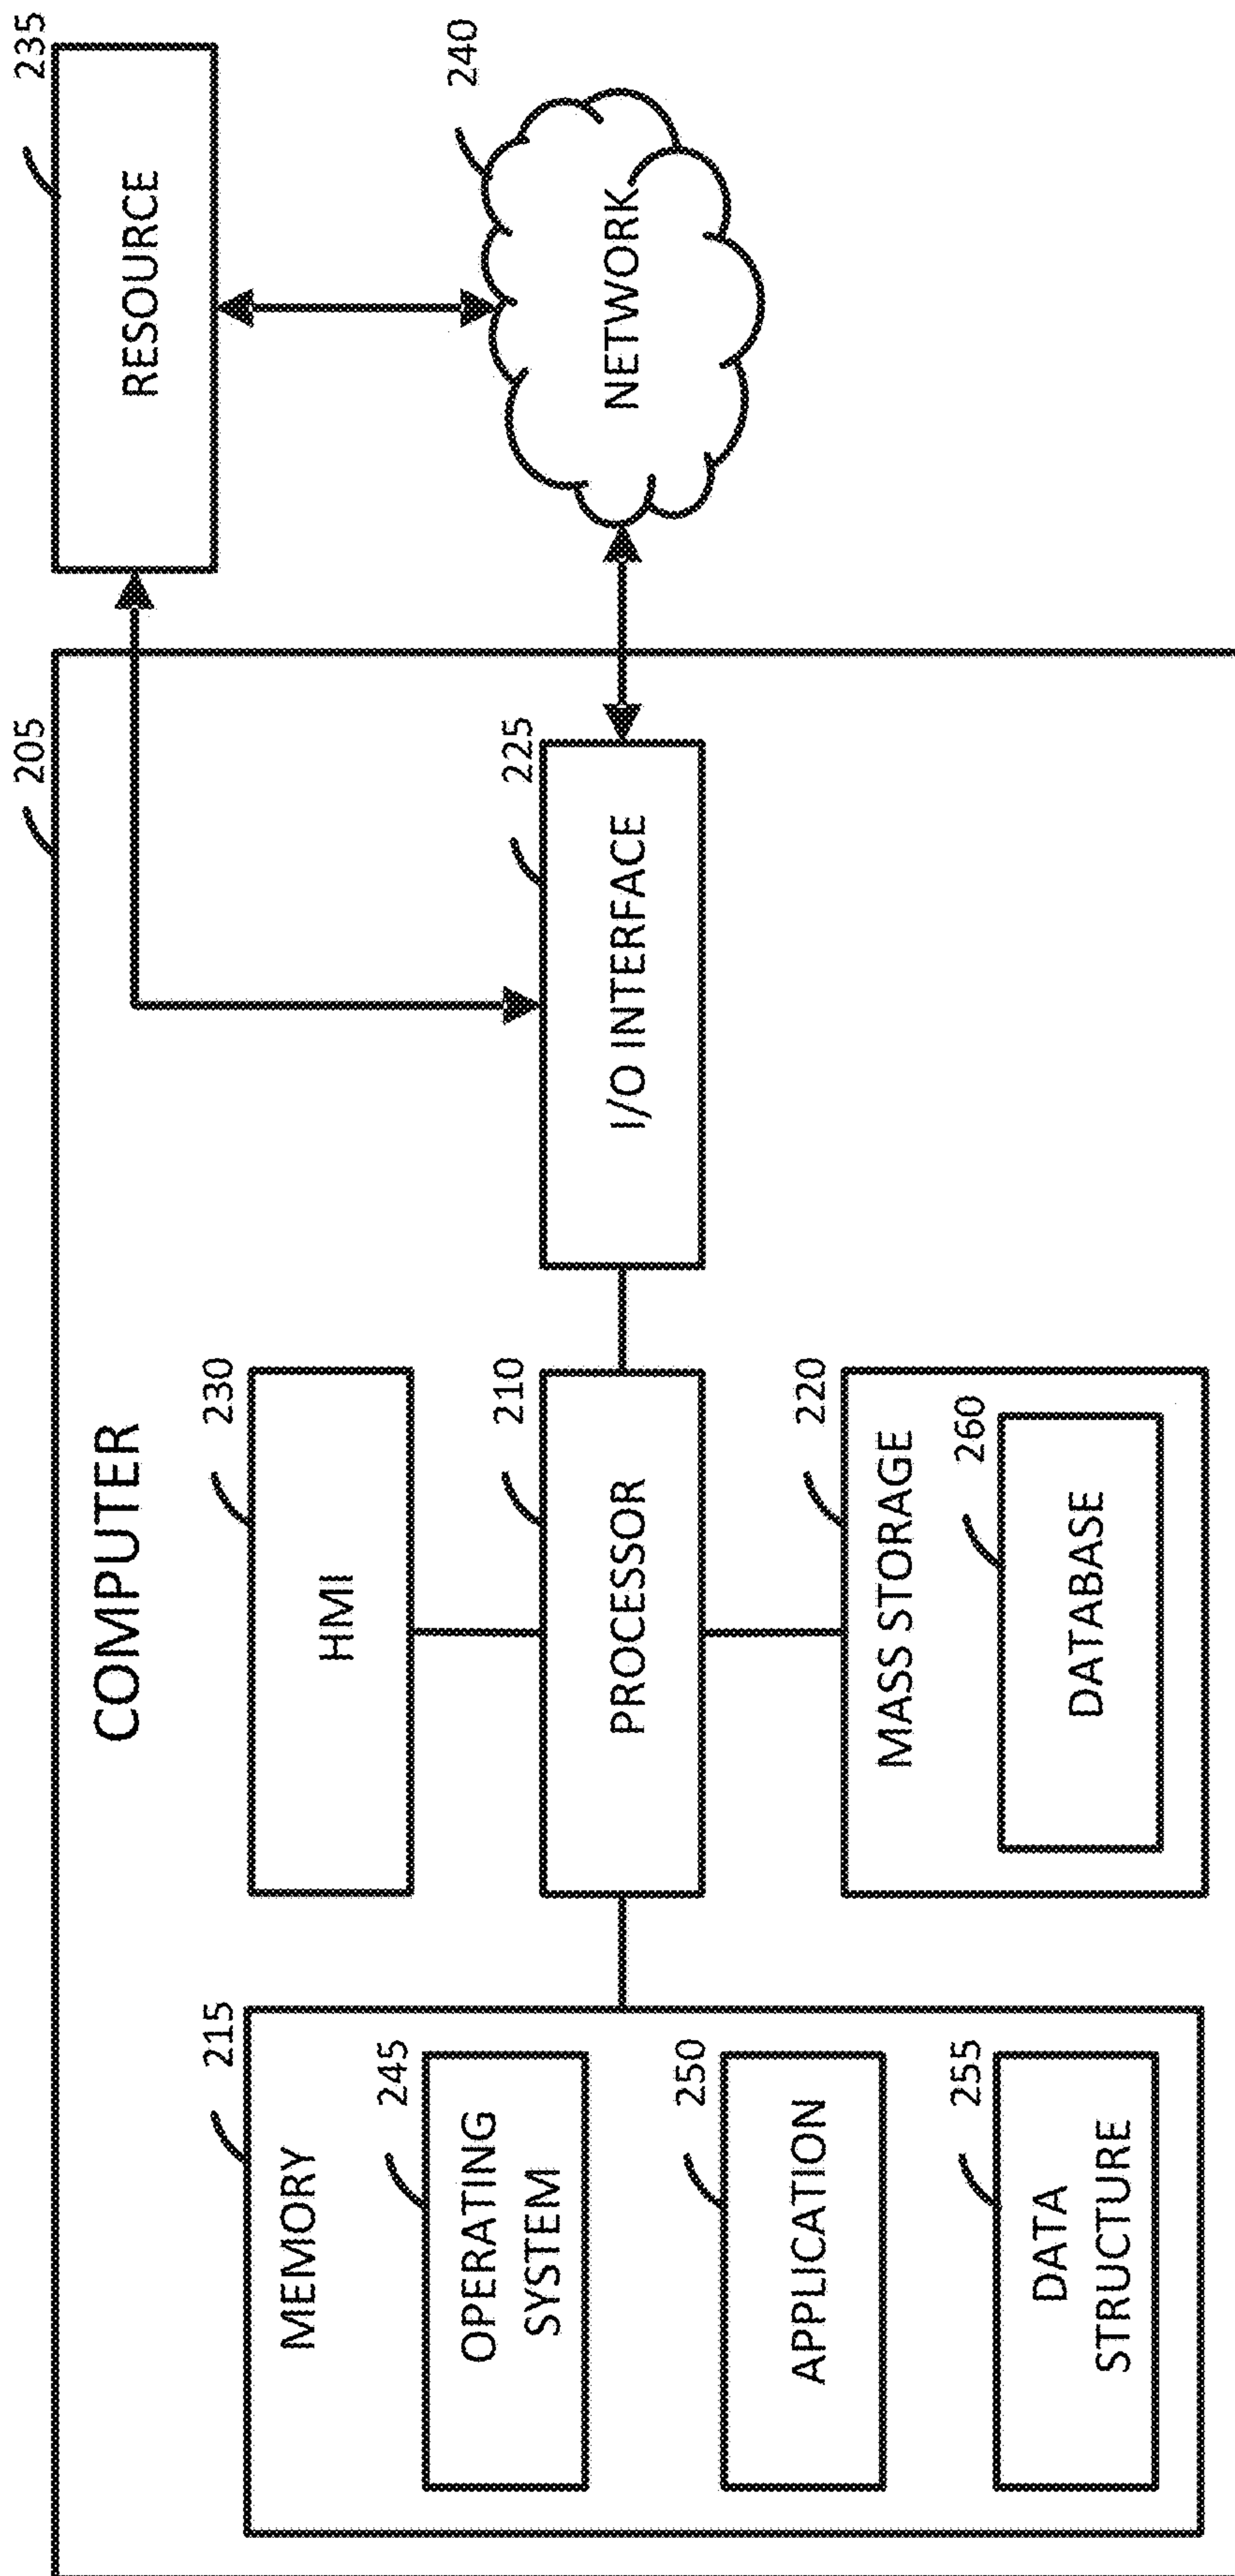 COMPUTER
205
MEMORY
215
OPERATING
SYSTEM
245
APPLICATION
250
DATA
STRUCTURE
255
HMI
230
PROCESSOR
210
MASS STORAGE
220
DATABASE
260
I/O INTERFACE
225
RESOURCE
235
NETWORK
240